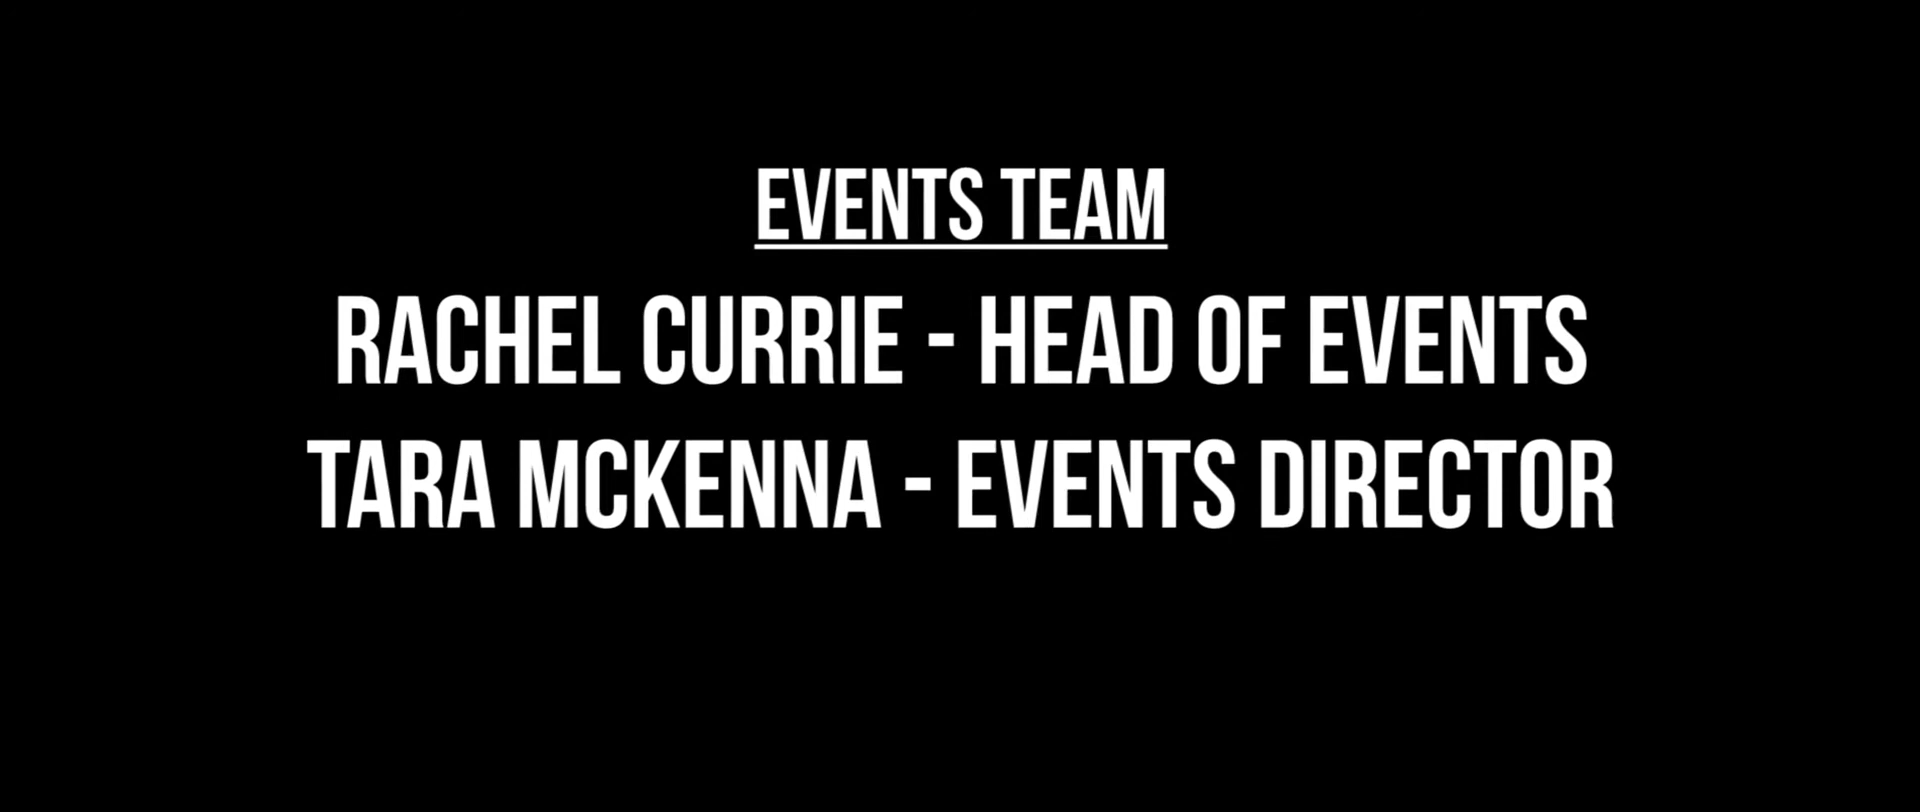 EVENTS TEAM
RACHEL CURRIE - HEAD OF EVENTS
TARA MCKENNA - EVENTS DIRECTOR